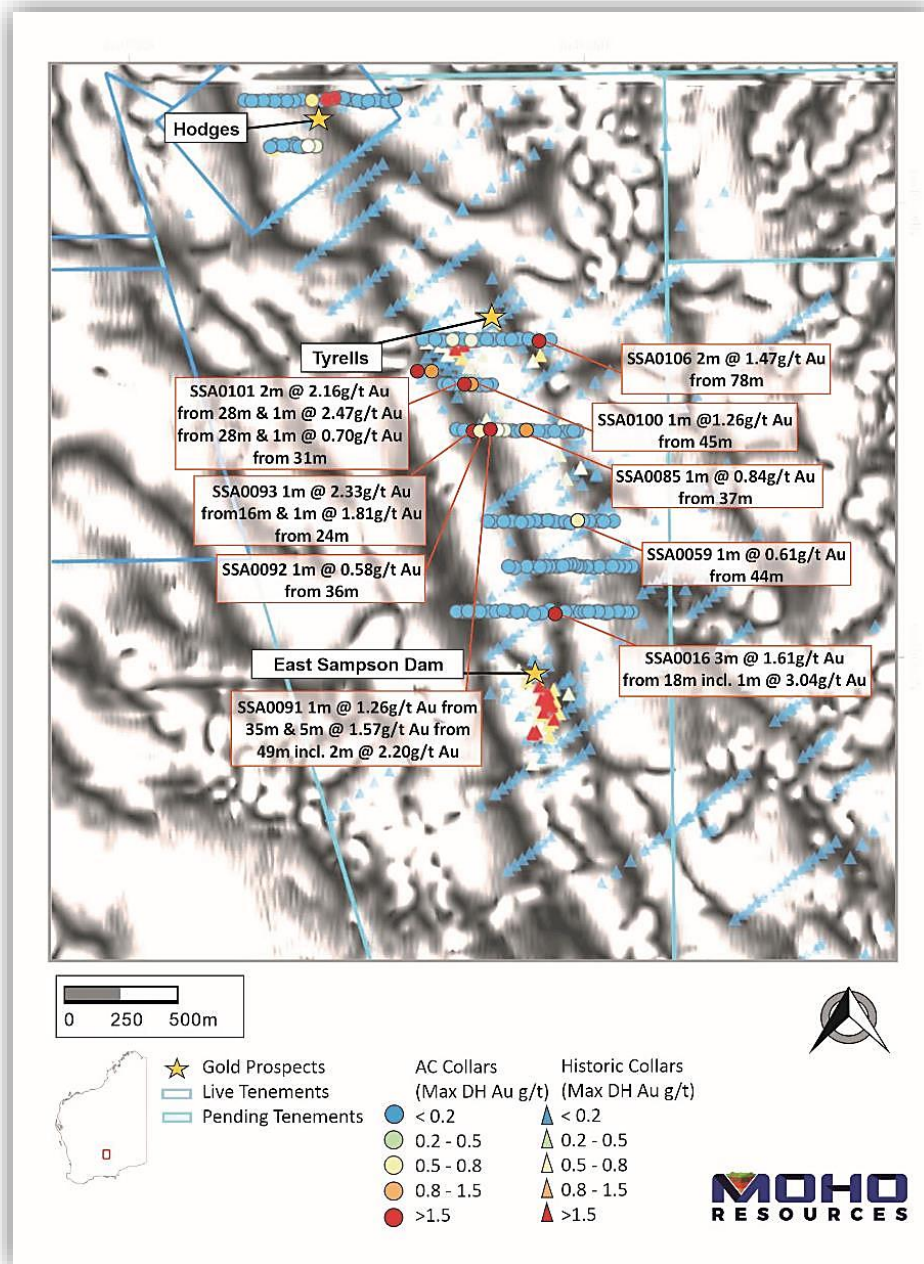 Hodges
Tyrells
SSA0106 2m @ 1.47g/t Au
from 78m
SSA0101 2m @ 2.16g/t Au
from 28m & 1m @ 2.47g/t Au
from 28m & 1m @ 0.70g/t Au
from 31m
SSA0100 1m @1.26g/t Au
from 45m
SSA0085 1m @ 0.84g/t Au
from 37m
SSA0093 1m @ 2.33g/t Au
from16m & 1m @ 1.81g/t Au
from 24m
SSA0092 1m @ 0.58g/t Au
from 36m
SSA0059 1m @ 0.61g/t Au
from 44m
East Sampson Dam
SSA0016 3m @ 1.61g/t Au
from 18m incl. 1m @ 3.04g/t Au
SSA0091 1m @ 1.26g/t Au from
35m & 5m @ 1.57g/t Au from
49m incl. 2m @ 2.20g/t Au
0 250 500m
Gold Prospects
Live Tenements
Pending Tenements
AC Collars
(Max DH Au g/t)
< 0.2
0.2 - 0.5
0.5 - 0.8
0.8 - 1.5
>1.5
Historic Collars
(Max DH Au g/t)
< 0.2
0.2 - 0.5
0.5 - 0.8
0.8 - 1.5
>1.5
MOHO
RESOURCES